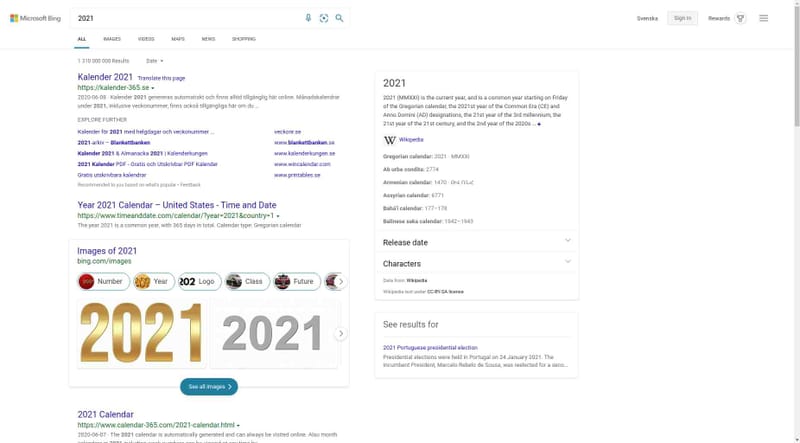 Microsoft Bing
2021
Svenska
Sign in
Rewards
ALL
IMAGES
VIDEOS
MAPS
NEWS
SHOPPING
1 310 000 000 Results
Date
Kalender 2021 Translate this page
https://kalender-365.se
2020-06-08 · Kalender 2021 genereras automatiskt och finns alltid tillgänglig här online. Månadskalendrar
under 2021, inklusive veckonummer, finns också tillgängliga här om du ...
EXPLORE FURTHER
Kalender för 2021 med helgdagar och veckonummer ... veckonr.se
2021 arkiv – Blankettbanken www.blankettbanken.se
Kalender 2021 & Almanacka 2021 | Kalenderkungen www.kalenderkungen.se
2021 Kalender PDF - Gratis och Utskrivbar PDF Kalender www.wincalendar.com
Gratis utskrivbara kalendrar www.printables.se
Recommended to you based on what's popular • Feedback
Year 2021 Calendar – United States - Time and Date
https://www.timeanddate.com/calendar/?year=2021&country=1
The year 2021 is a common year, with 365 days in total. Calendar type: Gregorian calendar
Images of 2021
bing.com/images
Number
Year
202 Logo
Class
Future
2021
2021
See all images
2021 Calendar
https://www.calendar-365.com/2021-calendar.html
2020-06-07 · The 2021 calendar is automatically generated and can always be visited online. Also month
2021
2021 (MMXXI) is the current year, and is a common year starting on Friday
of the Gregorian calendar, the 2021st year of the Common Era (CE) and
Anno Domini (AD) designations, the 21st year of the 3rd millennium, the
21st year of the 21st century, and the 2nd year of the 2020s ...
W Wikipedia
Gregorian calendar: 2021 · MMXXI
Ab urbe condita: 2774
Armenian calendar: 1470 ·
Assyrian calendar: 6771
Bahá'í calendar: 177–178
Balinese saka calendar: 1942–1943
Release date
Characters
Data from: Wikipedia
Wikipedia text under CC-BY-SA license
See results for
2021 Portuguese presidential election
Presidential elections were held in Portugal on 24 January 2021. The
incumbent President, Marcelo Rebelo de Sousa, was reelected for a seco...